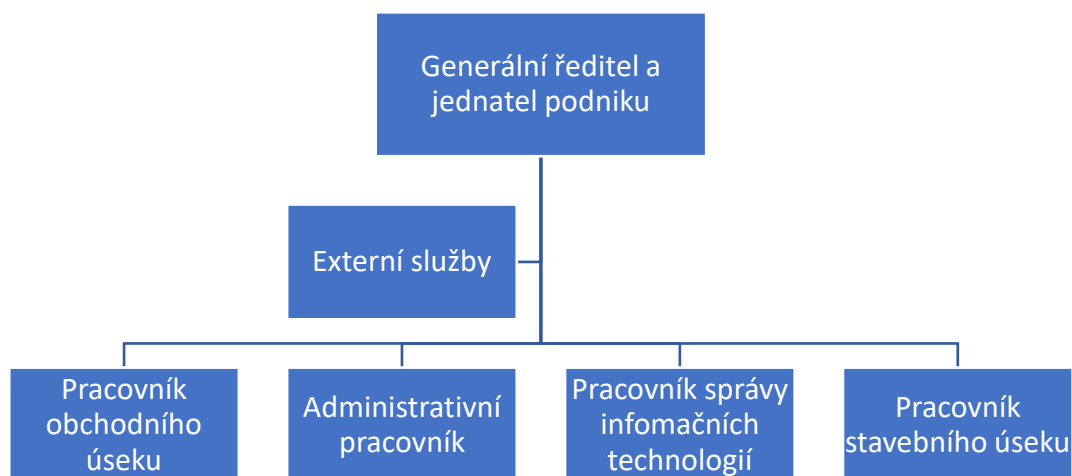 Generální ředitel a
jednatel podniku
Externí služby
Pracovník
obchodního
úseku
Administrativní
pracovník
Pracovník správy
infomačních
technologií
Pracovník
stavebního úseku